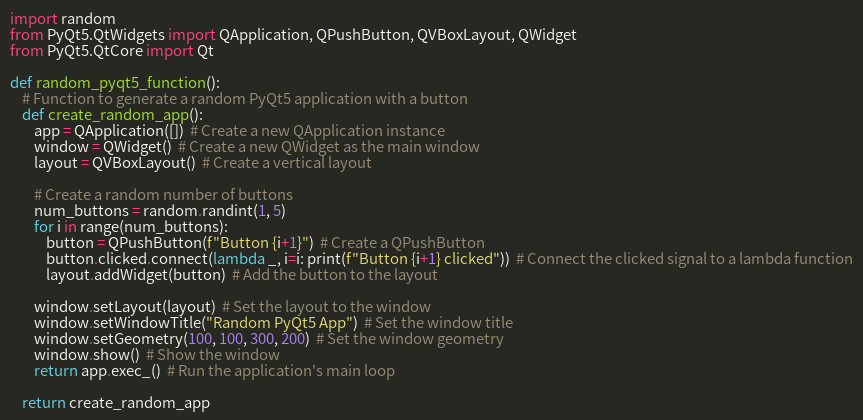 import random
from PyQt5.QtWidgets import QApplication, QPushButton, QVBoxLayout, QWidget
from PyQt5.QtCore import Qt

def random_pyqt5_function():
    # Function to generate a random PyQt5 application with a button
    def create_random_app():
        app = QApplication([])  # Create a new QApplication instance
        window = QWidget()  # Create a new QWidget as the main window
        layout = QVBoxLayout()  # Create a vertical layout

        # Create a random number of buttons
        num_buttons = random.randint(1, 5)
        for i in range(num_buttons):
            button = QPushButton(f"Button {i+1}")  # Create a QPushButton
            button.clicked.connect(lambda _, i=i: print(f"Button {i+1} clicked"))  # Connect the clicked signal to a lambda function
            layout.addWidget(button)  # Add the button to the layout

        window.setLayout(layout)  # Set the layout to the window
        window.setWindowTitle("Random PyQt5 App")  # Set the window title
        window.setGeometry(100, 100, 300, 200)  # Set the window geometry
        window.show()  # Show the window
        return app.exec_()  # Run the application's main loop

    return create_random_app